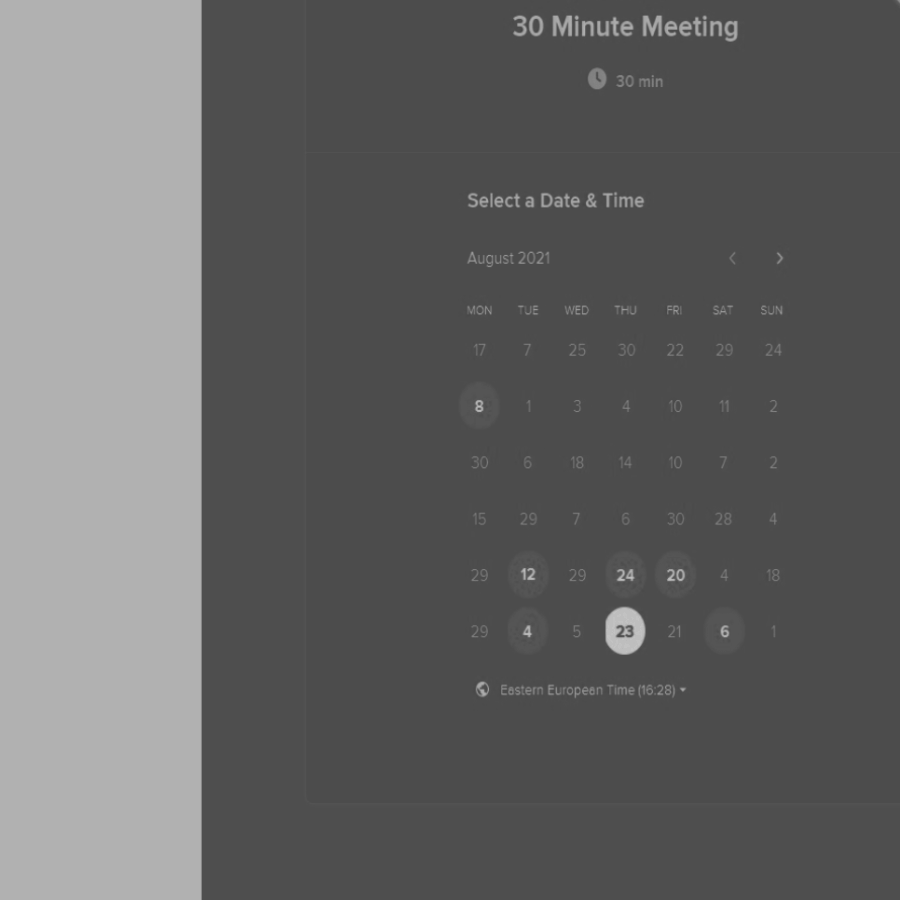 30 Minute Meeting
30 min
Select a Date & Time
August 2021
MON TUE WED THU FRI SAT SUN
17 7 25 30 22 29 24
8 1 3 4 10 11 2
30 6 18 14 10 7 2
15 29 7 6 30 28 4
29 12 29 24 20 4 18
29 4 5 23 21 6 1
Eastern European Time (16:28)